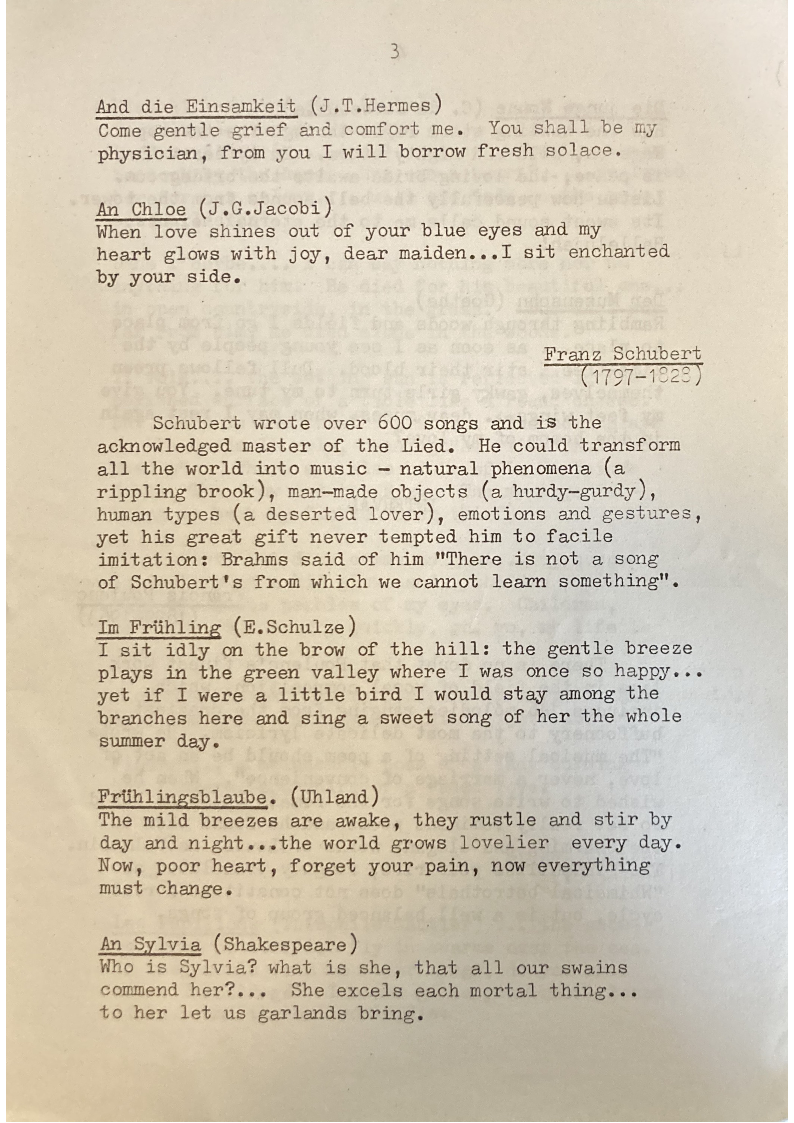 3
And die Einsamkeit (J.T.Hermes)
Come gentle grief and comfort me. You shall be my
physician, from you I will borrow fresh solace.
An Chloe (J.G.Jacobi)
When love shines out of your blue eyes and my
heart glows with joy, dear maiden...I sit enchanted
by your side.
Franz Schubert
(1797-1828)
Schubert wrote over 600 songs and is the
acknowledged master of the Lied. He could transform
all the world into music - natural phenomena (a
rippling brook), man-made objects (a hurdy-gurdy),
human types (a deserted lover), emotions and gestures,
yet his great gift never tempted him to facile
imitation: Brahms said of him "There is not a song
of Schubert's from which we cannot learn something".
Im Frühling (E.Schulze)
I sit idly on the brow of the hill: the gentle breeze
plays in the green valley where I was once so happy...
yet if I were a little bird I would stay among the
branches here and sing a sweet song of her the whole
summer day.
Frühlingsblaube. (Uhland)
The mild breezes are awake, they rustle and stir by
day and night...the world grows lovelier every day.
Now, poor heart, forget your pain, now everything
must change.
An Sylvia (Shakespeare)
Who is Sylvia? what is she, that all our swains
commend her?... She excels each mortal thing...
to her let us garlands bring.